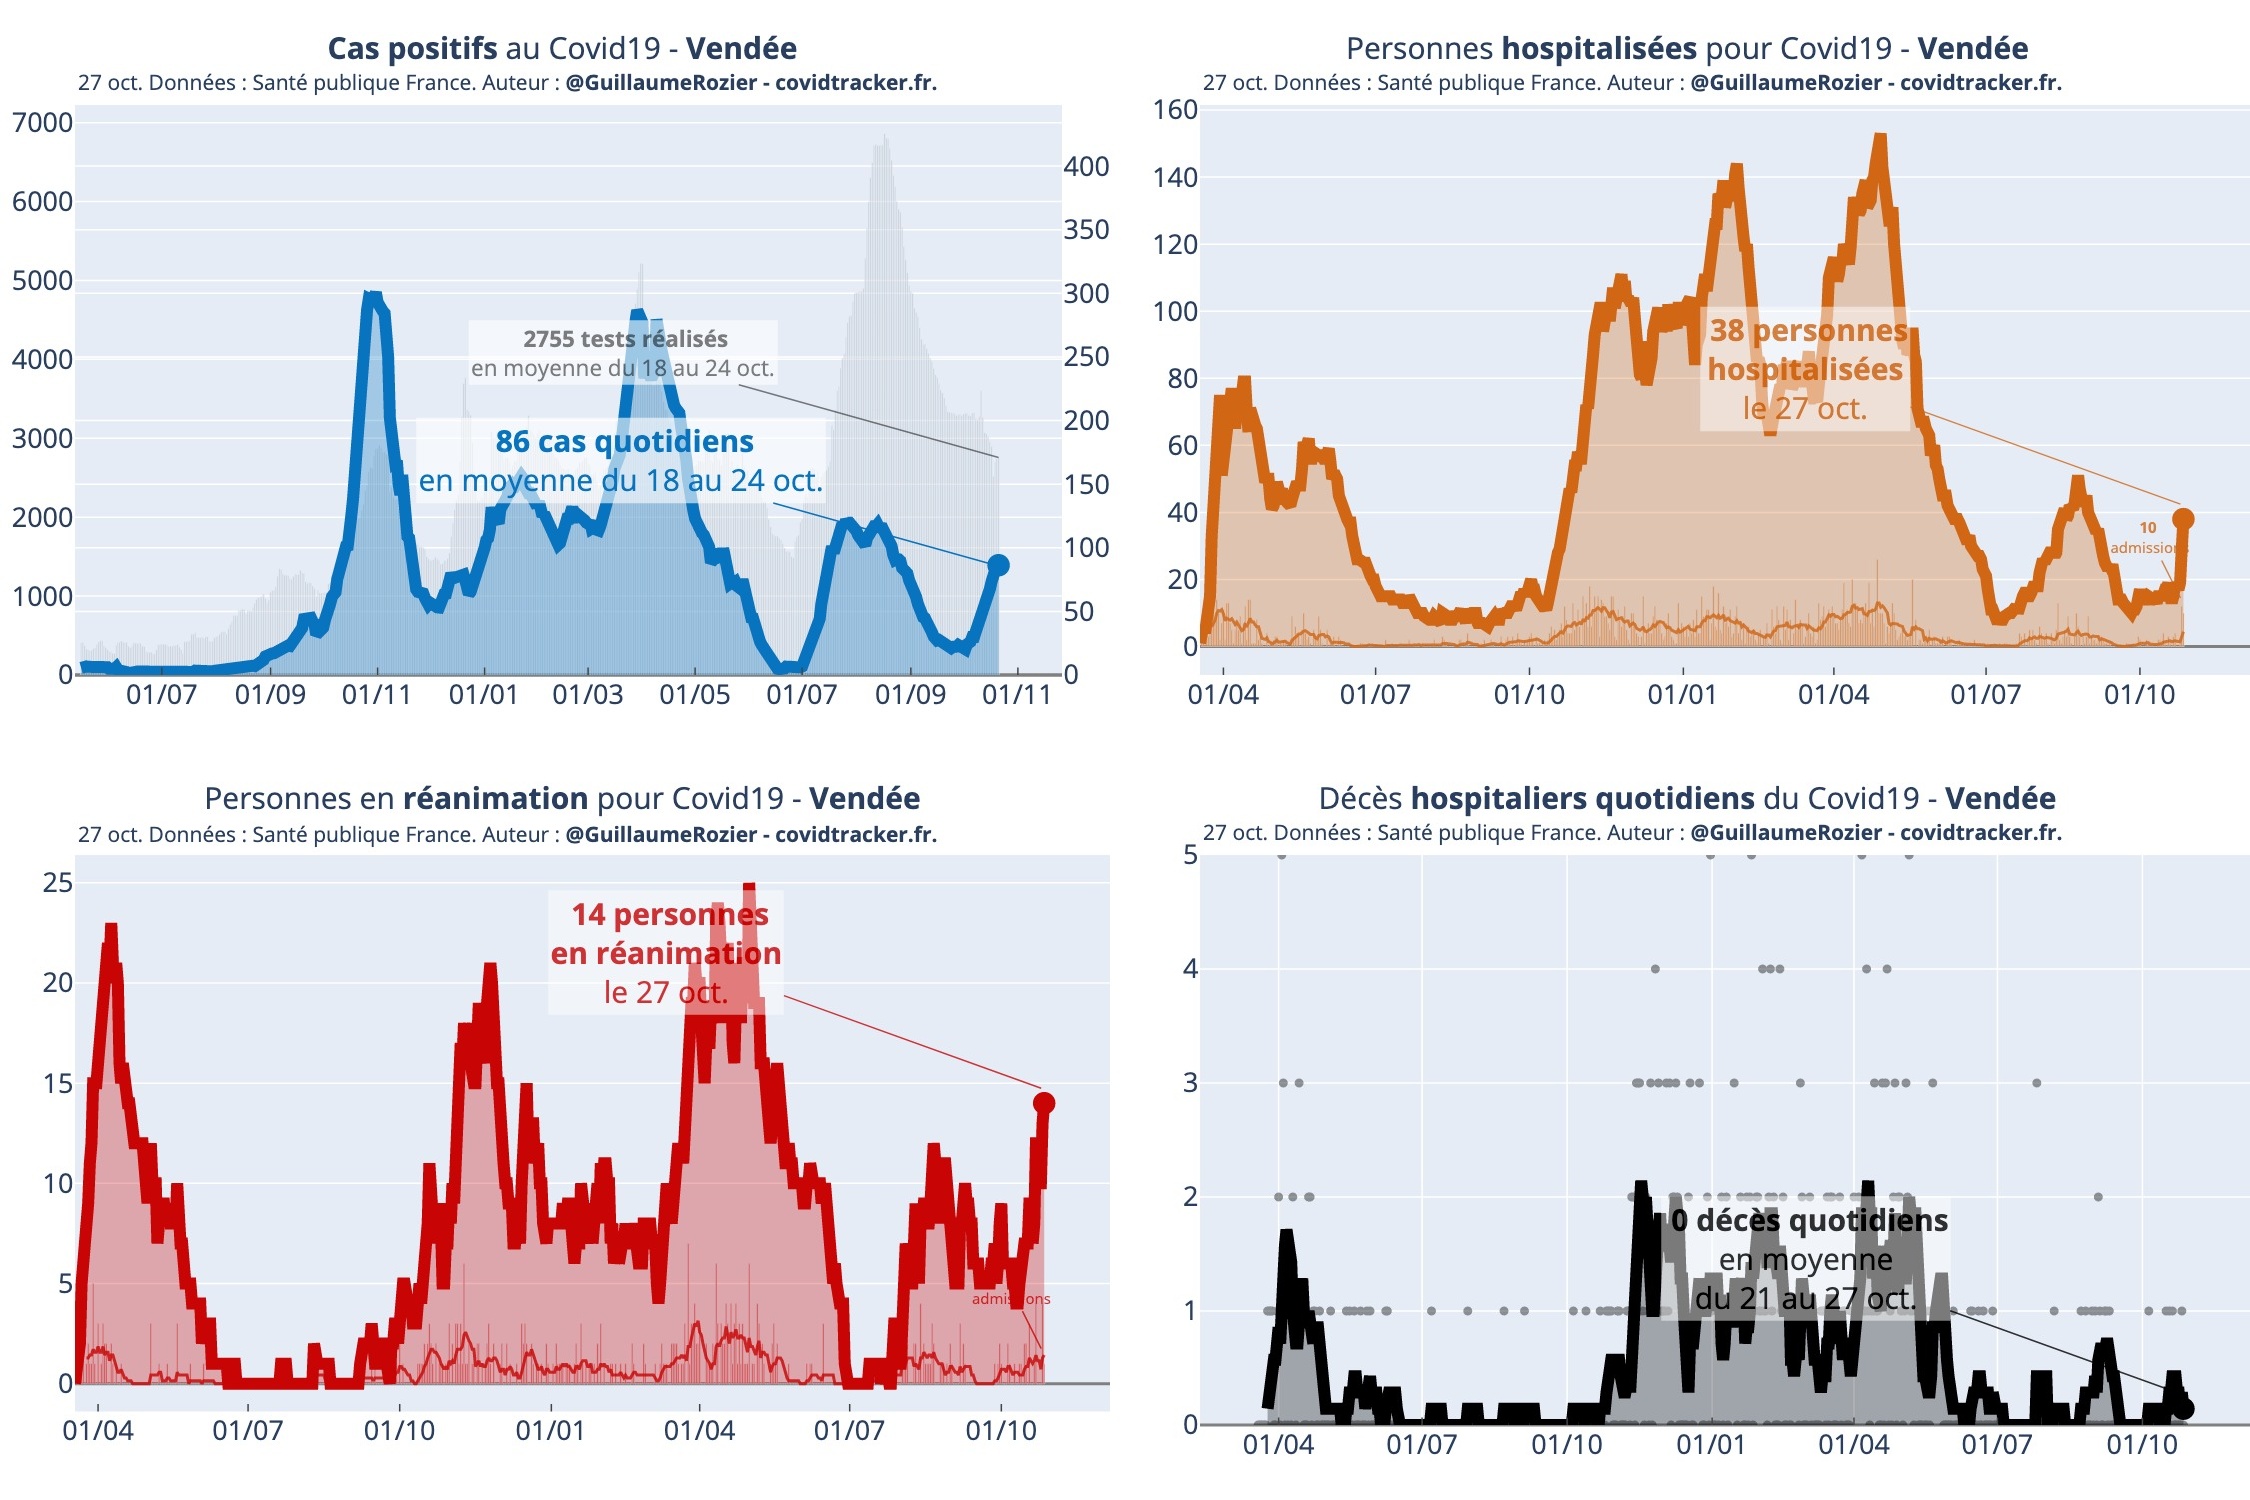 Cas positifs au Covid19 - Vendée
27 oct. Données : Santé publique France. Auteur : @GuillaumeRozier - covidtracker.fr.
7000
6000
5000
4000
3000
2000
1000
0
400
350
300
250
200
150
100
50
0
2755 tests réalisés
en moyenne du 18 au 24 oct.
86 cas quotidiens
en moyenne du 18 au 24 oct.
01/07 01/09 01/11 01/01 01/03 01/05 01/07 01/09 01/11
Personnes hospitalisées pour Covid19 - Vendée
27 oct. Données : Santé publique France. Auteur : @GuillaumeRozier - covidtracker.fr.
160
140
120
100
80
60
40
20
0
38 personnes
hospitalisées
le 27 oct.
10
admissions
01/04 01/07 01/10 01/01 01/04 01/07 01/10
Personnes en réanimation pour Covid19 - Vendée
27 oct. Données : Santé publique France. Auteur : @GuillaumeRozier - covidtracker.fr.
25
20
15
10
5
0
14 personnes
en réanimation
le 27 oct.
admissions
01/04 01/07 01/10 01/01 01/04 01/07 01/10
Décès hospitaliers quotidiens du Covid19 - Vendée
27 oct. Données : Santé publique France. Auteur : @GuillaumeRozier - covidtracker.fr.
5
4
3
2
1
0
0 décès quotidiens
en moyenne
du 21 au 27 oct.
01/04 01/07 01/10 01/01 01/04 01/07 01/10